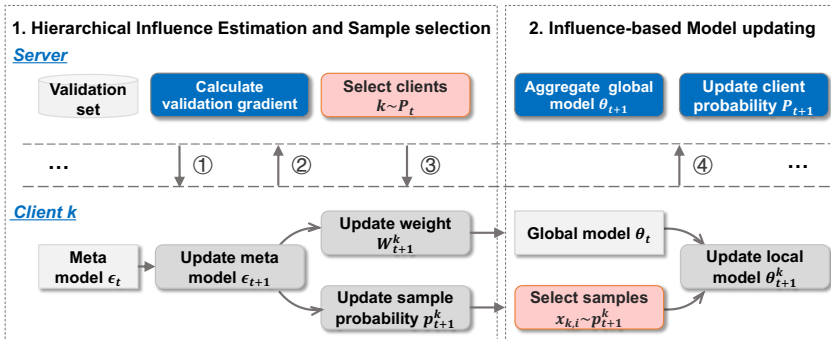 1. Hierarchical Influence Estimation and Sample selection
2. Influence-based Model updating
Server
Validation
set
Calculate
validation gradient
Select clients
k~P_t
Aggregate global
model θ_{t+1}
Update client
probability P_{t+1}
...
①
②
③
④
...
Client k
Meta
model ϵ_t
Update meta
model ϵ_{t+1}
Update weight
W^k_{t+1}
Update sample
probability p^k_{t+1}
Global model θ_t
Select samples
x_{k,i}~p^k_{t+1}
Update local
model θ^k_{t+1}